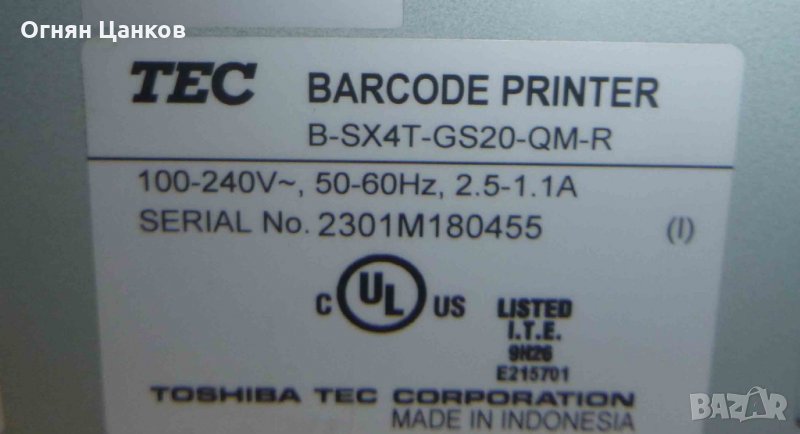 Огнян Цанков
TEC BARCODE PRINTER
B-SX4T-GS20-QM-R
100-240V~, 50-60Hz, 2.5-1.1A
SERIAL No. 2301M180455 (I)
C UL US LISTED
I.T.E.
9H26
E215701
TOSHIBA TEC CORPORATION
MADE IN INDONESIA
BAZAR